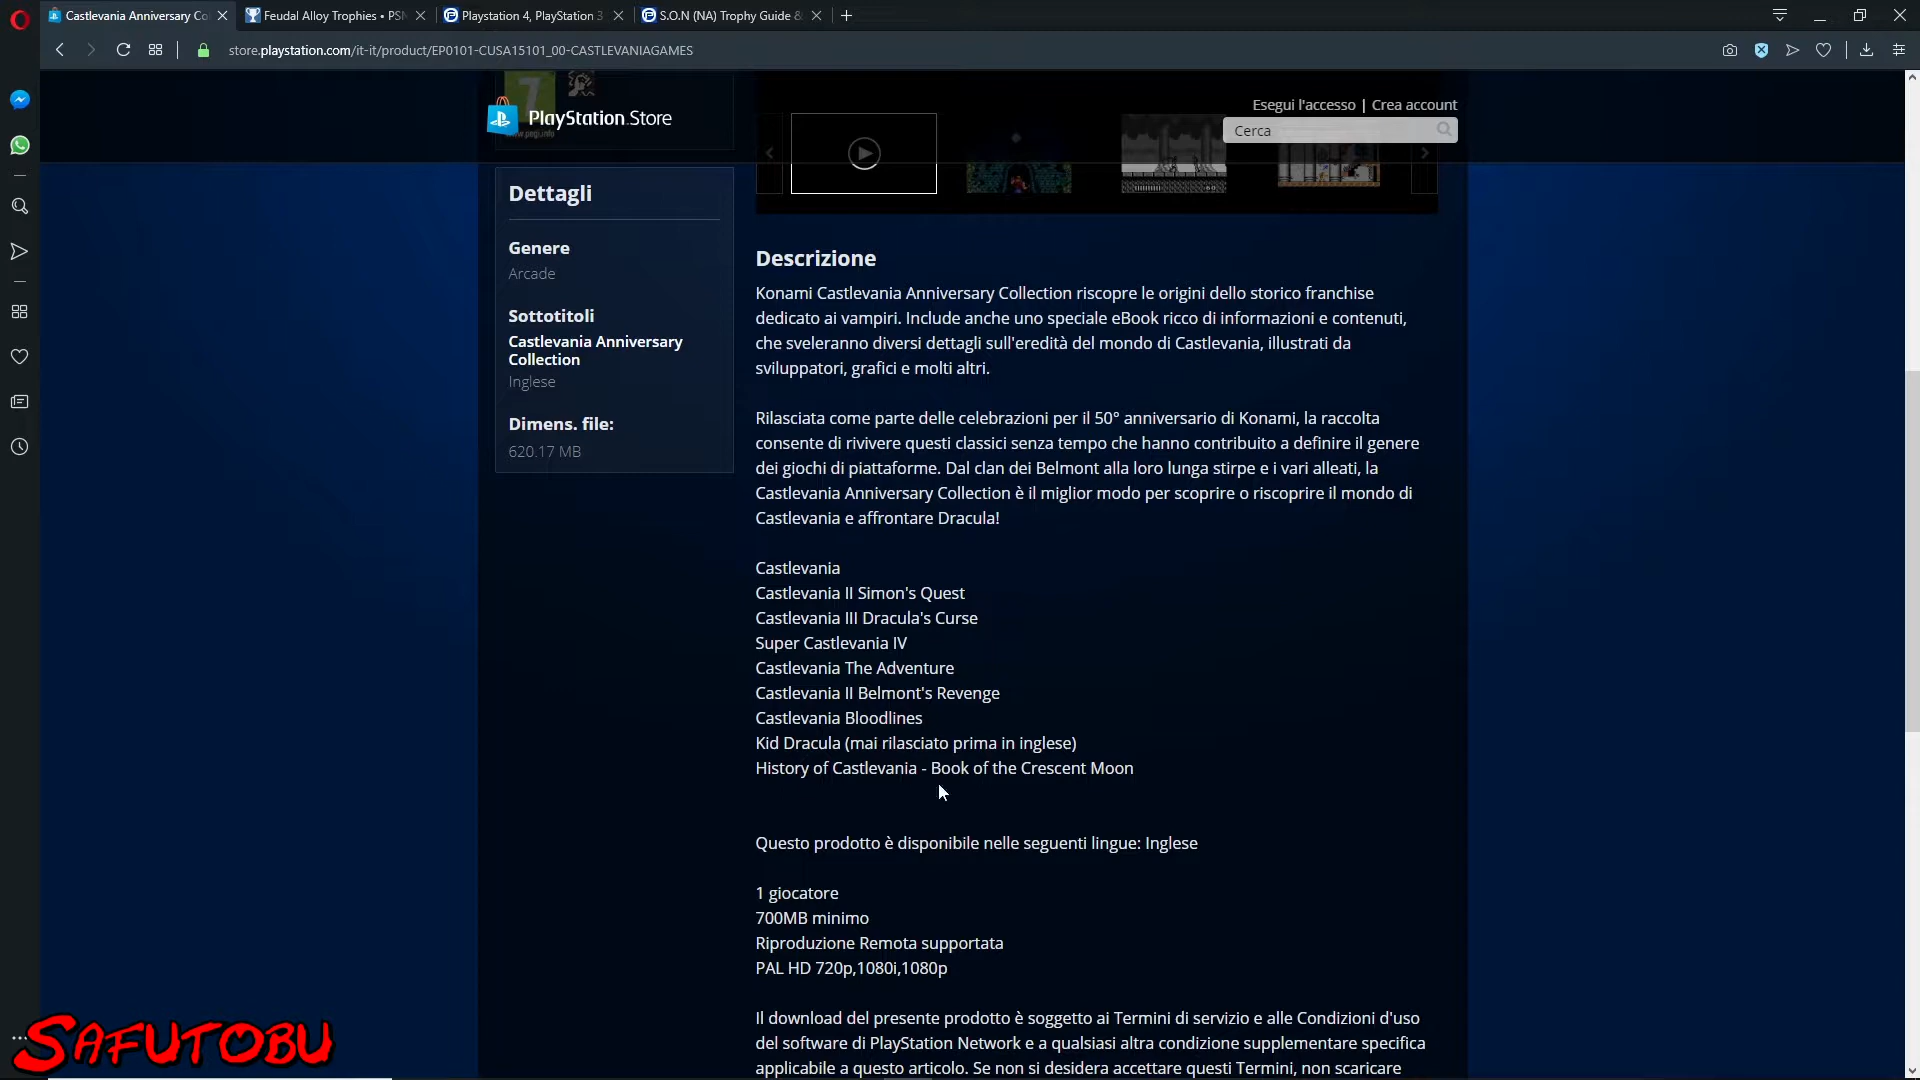 Castlevania Anniversary Co
Feudal Alloy Trophies • PSN
Playstation 4, PlayStation 3
S.O.N (NA) Trophy Guide &
store.playstation.com/it-it/product/EP0101-CUSA15101_00-CASTLEVANIAGAMES
7
www.pegi.info
PlayStation Store
Esegui l'accesso | Crea account
Cerca
Dettagli
Genere
Arcade
Sottotitoli
Castlevania Anniversary
Collection
Inglese
Dimens. file:
620.17 MB
Descrizione
Konami Castlevania Anniversary Collection riscopre le origini dello storico franchise
dedicato ai vampiri. Include anche uno speciale eBook ricco di informazioni e contenuti,
che sveleranno diversi dettagli sull'eredità del mondo di Castlevania, illustrati da
sviluppatori, grafici e molti altri.
Rilasciata come parte delle celebrazioni per il 50° anniversario di Konami, la raccolta
consente di rivivere questi classici senza tempo che hanno contribuito a definire il genere
dei giochi di piattaforme. Dal clan dei Belmont alla loro lunga stirpe e i vari alleati, la
Castlevania Anniversary Collection è il miglior modo per scoprire o riscoprire il mondo di
Castlevania e affrontare Dracula!
Castlevania
Castlevania II Simon's Quest
Castlevania III Dracula's Curse
Super Castlevania IV
Castlevania The Adventure
Castlevania II Belmont's Revenge
Castlevania Bloodlines
Kid Dracula (mai rilasciato prima in inglese)
History of Castlevania - Book of the Crescent Moon
Questo prodotto è disponibile nelle seguenti lingue: Inglese
1 giocatore
700MB minimo
Riproduzione Remota supportata
PAL HD 720p,1080i,1080p
Il download del presente prodotto è soggetto ai Termini di servizio e alle Condizioni d'uso
del software di PlayStation Network e a qualsiasi altra condizione supplementare specifica
applicabile a questo articolo. Se non si desidera accettare questi Termini, non scaricare
SAFUTOBU